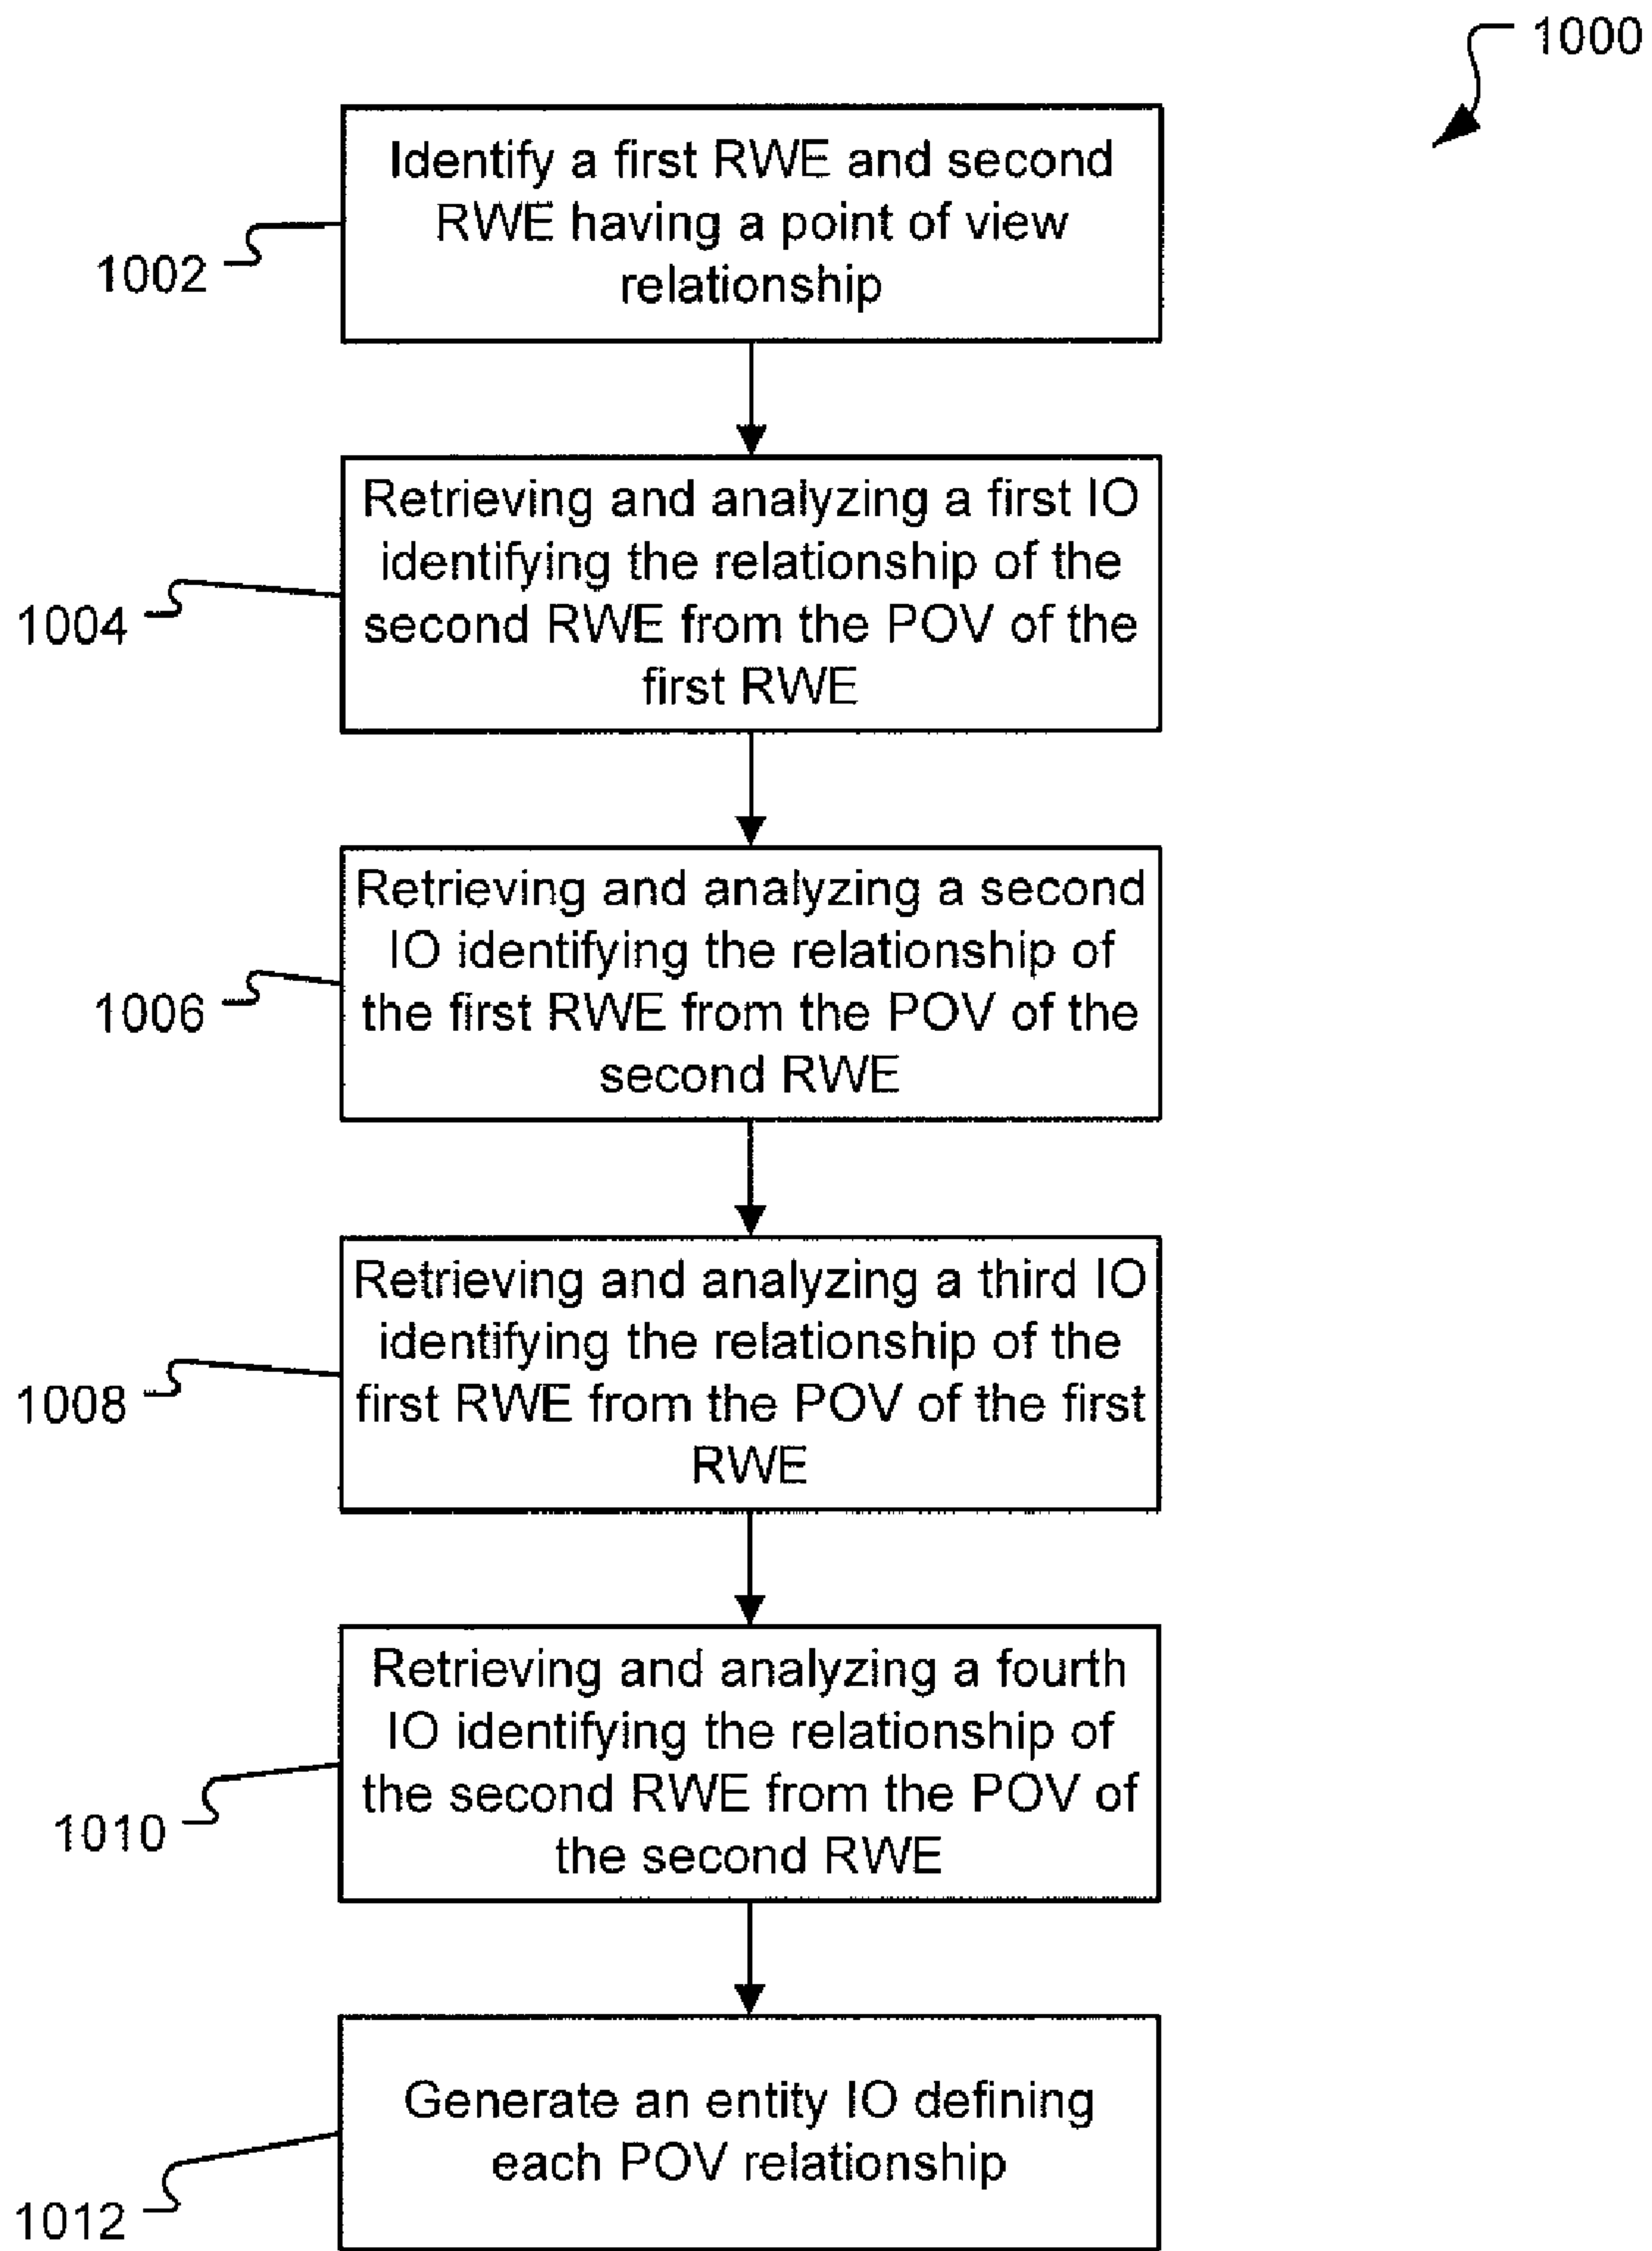 1000
Identify a first RWE and second
RWE having a point of view
relationship
1002
Retrieving and analyzing a first IO
identifying the relationship of the
second RWE from the POV of the
first RWE
1004
Retrieving and analyzing a second
IO identifying the relationship of
the first RWE from the POV of the
second RWE
1006
Retrieving and analyzing a third IO
identifying the relationship of the
first RWE from the POV of the first
RWE
1008
Retrieving and analyzing a fourth
IO identifying the relationship of
the second RWE from the POV of
the second RWE
1010
Generate an entity IO defining
each POV relationship
1012